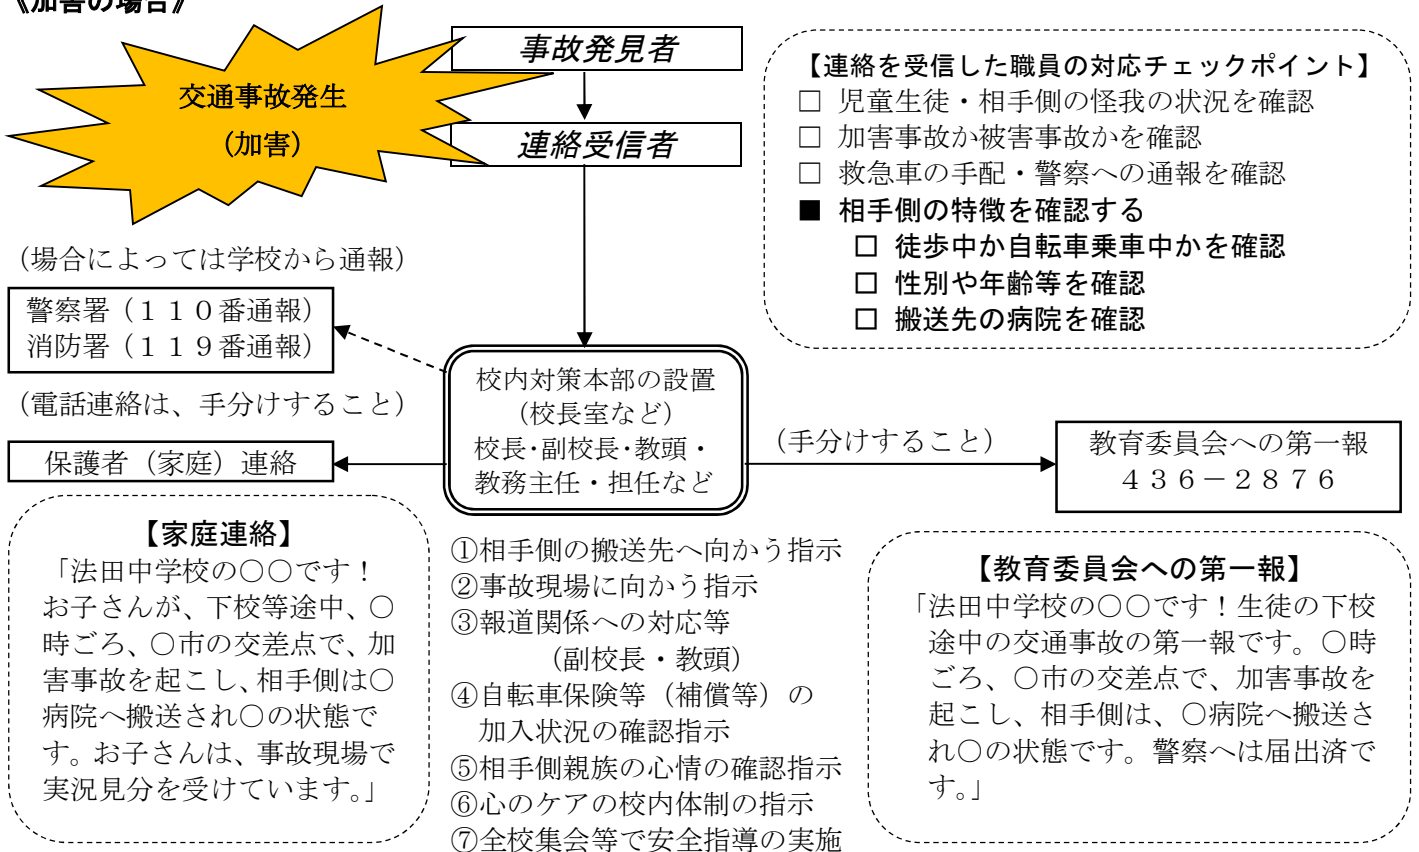 《加害の場合》
交通事故発生
（加害）
事故発見者
連絡受信者
【連絡を受信した職員の対応チェックポイント】
□ 児童生徒・相手側の怪我の状況を確認
□ 加害事故か被害事故かを確認
□ 救急車の手配・警察への通報を確認
■ 相手側の特徴を確認する
□ 徒歩中か自転車乗車中かを確認
□ 性別や年齢等を確認
□ 搬送先の病院を確認
（場合によっては学校から通報）
警察署（１１０番通報）
消防署（１１９番通報）
（電話連絡は、手分けすること）
保護者（家庭）連絡
校内対策本部の設置
（校長室など）
校長・副校長・教頭・
教務主任・担任など
（手分けすること）
教育委員会への第一報
４３６－２８７６
【家庭連絡】
「法田中学校の〇〇です！
お子さんが、下校等途中、〇
時ごろ、〇市の交差点で、加
害事故を起こし、相手側は〇
病院へ搬送され〇の状態で
す。お子さんは、事故現場で
実況見分を受けています。」
①相手側の搬送先へ向かう指示
②事故現場に向かう指示
③報道関係への対応等
（副校長・教頭）
④自転車保険等（補償等）の
加入状況の確認指示
⑤相手側親族の心情の確認指示
⑥心のケアの校内体制の指示
⑦全校集会等で安全指導の実施
【教育委員会への第一報】
「法田中学校の〇〇です！生徒の下校
途中の交通事故の第一報です。〇時
ごろ、〇市の交差点で、加害事故を
起こし、相手側は、〇病院へ搬送さ
れ〇の状態です。警察へは届出済で
す。」